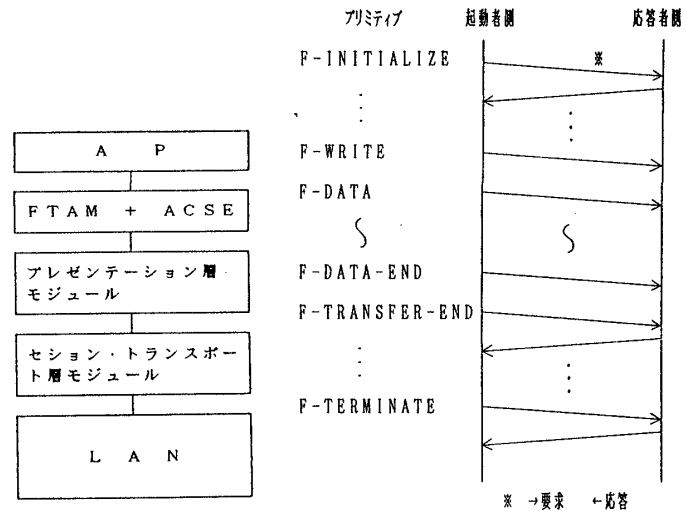 A P
FTAM + ACSE
プレゼンテーション層
モジュール
セション・トランスポー
ト層モジュール
LAN
プリミティブ 起動者側 応答者側
F-INITIALIZE ※
F-WRITE
F-DATA
F-DATA-END
F-TRANSFER-END
F-TERMINATE
※ →要求 ←応答